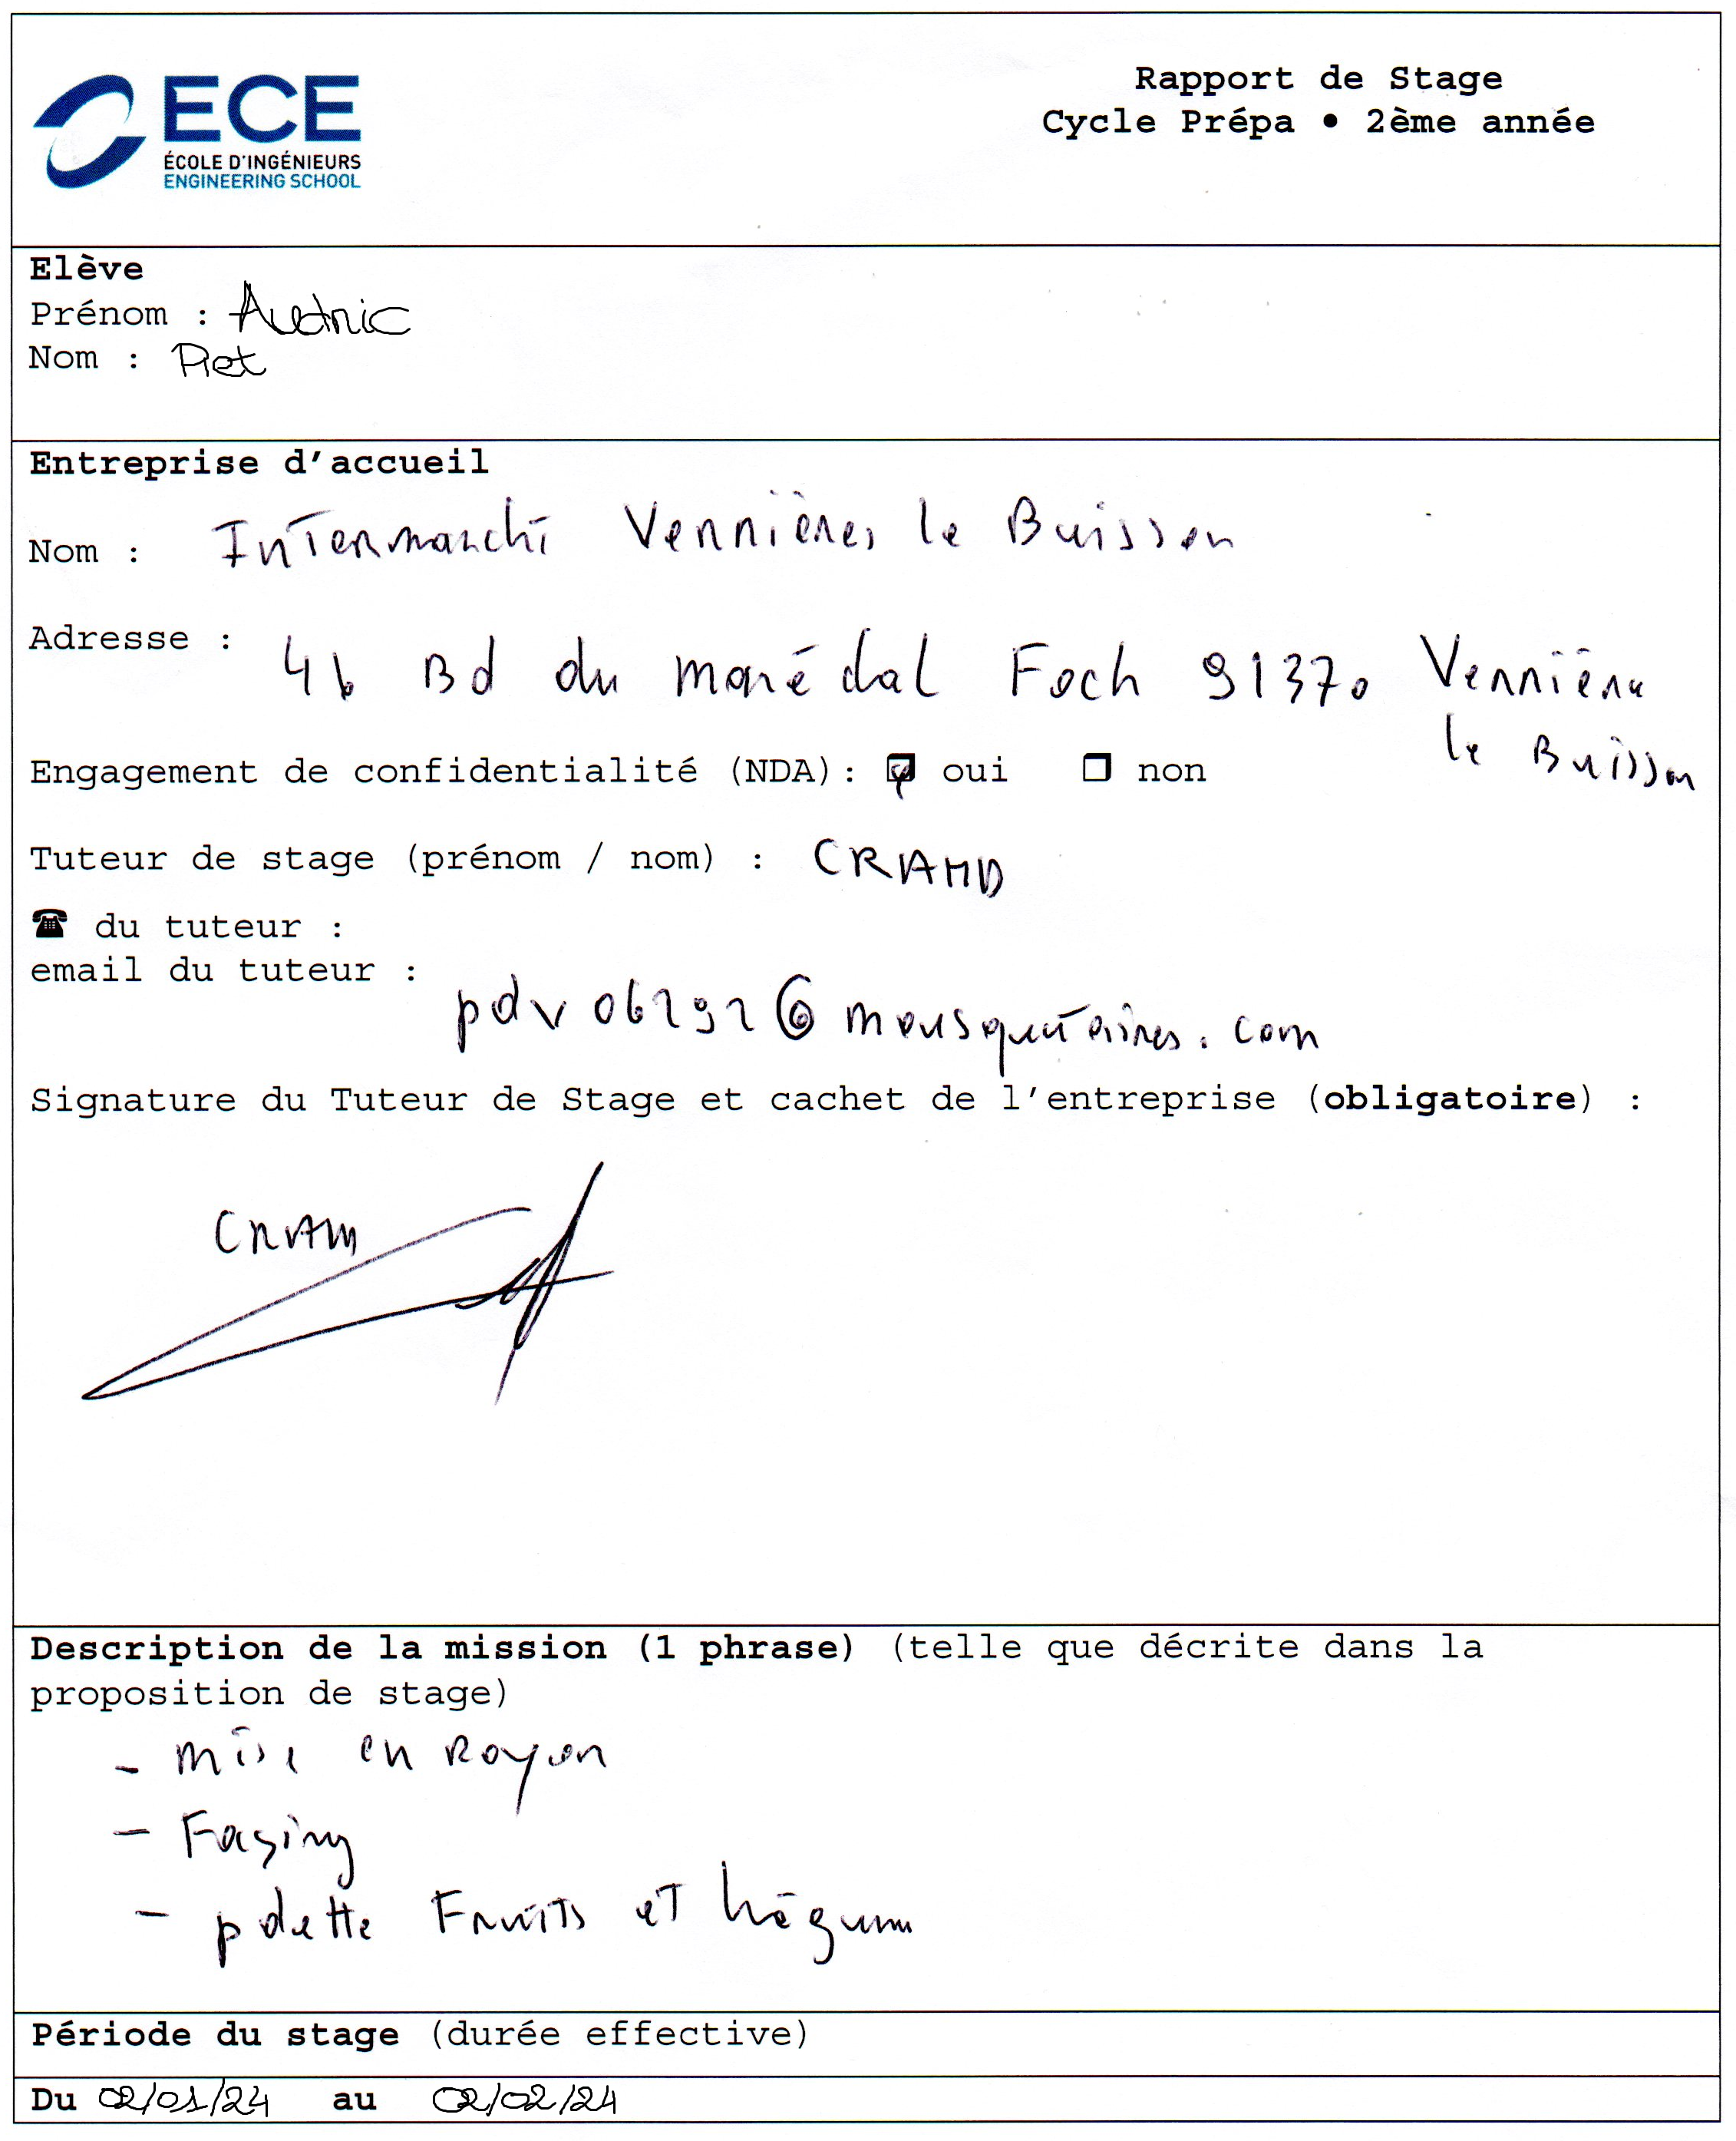 ECE
ÉCOLE D'INGÉNIEURS
ENGINEERING SCHOOL
Rapport de Stage
Cycle Prépa • 2ème année
Elève
Prénom : Audric
Nom : Piet
Entreprise d'accueil
Nom : Intermarché Verrières le Buisson
Adresse : 4b Bd du maréchal Foch 91370 Verrières
le Buisson
Engagement de confidentialité (NDA): ☑ oui ☐ non
Tuteur de stage (prénom / nom) :
☎ du tuteur :
email du tuteur : pdv06292@mousquetaires.com
Signature du Tuteur de Stage et cachet de l'entreprise (obligatoire) :
Description de la mission (1 phrase) (telle que décrite dans la
proposition de stage)
- mise en Rayon
- Fasing
- palette Fruits et Légumes
Période du stage (durée effective)
Du 02/01/24 au 02/02/24